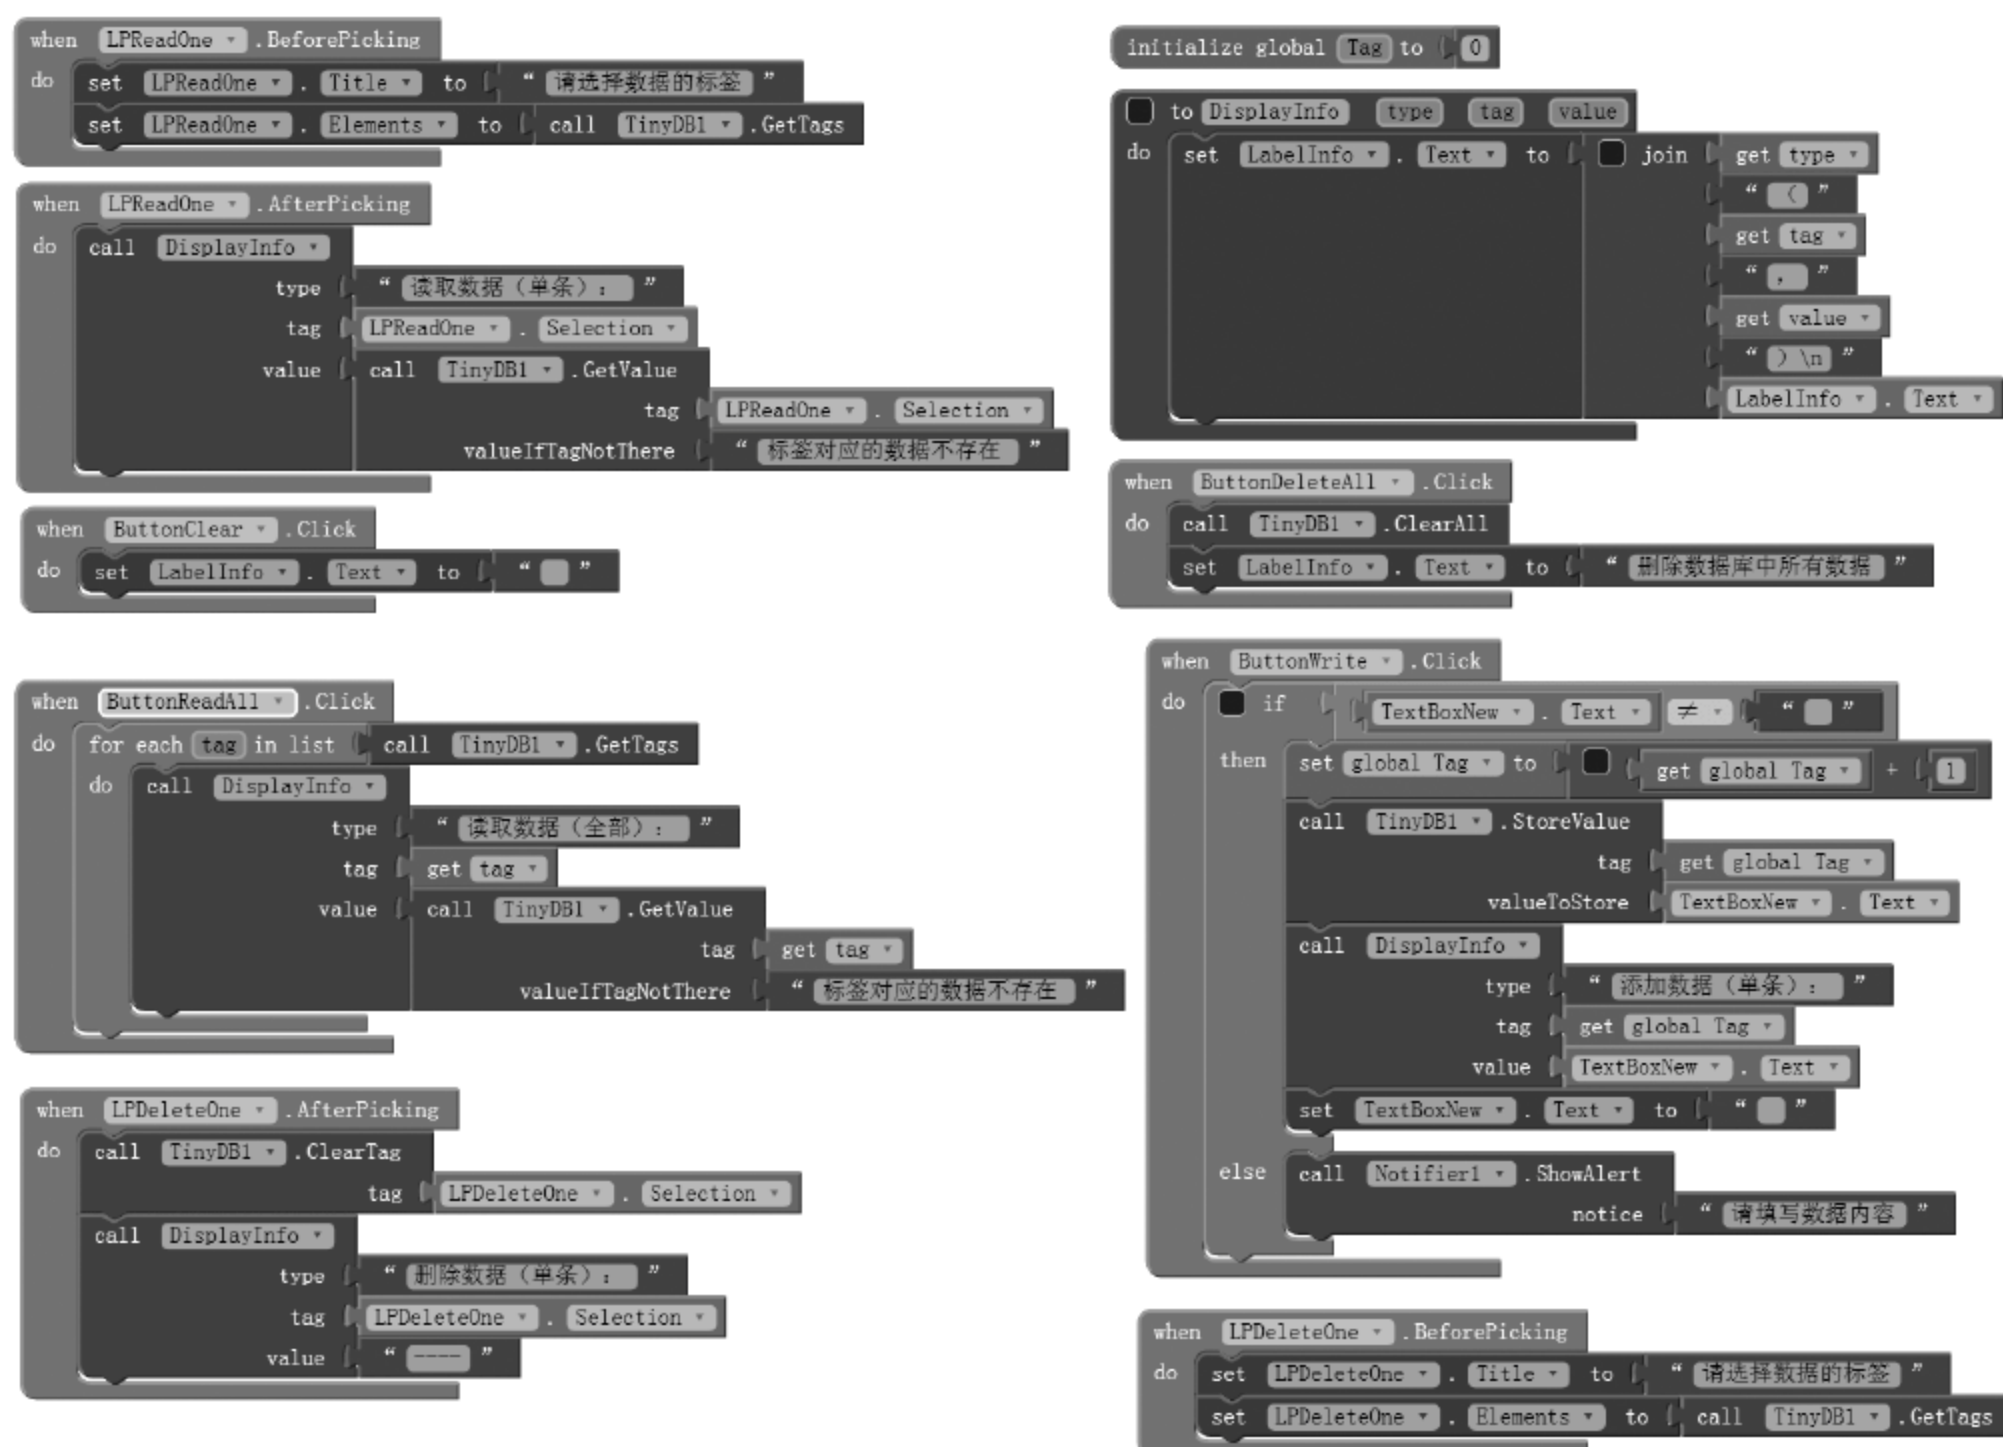 when LPReadOne .BeforePicking
do set LPReadOne . Title to “ 请选择数据的标签 ”
set LPReadOne . Elements to call TinyDB1 .GetTags
when LPReadOne .AfterPicking
do call DisplayInfo
type “ 读取数据（单条）： ”
tag LPReadOne . Selection
value call TinyDB1 .GetValue
tag LPReadOne . Selection
valueIfTagNotThere “ 标签对应的数据不存在 ”
when ButtonClear .Click
do set LabelInfo . Text to “ ”
when ButtonReadAll .Click
do for each tag in list call TinyDB1 .GetTags
do call DisplayInfo
type “ 读取数据（全部）： ”
tag get tag
value call TinyDB1 .GetValue
tag get tag
valueIfTagNotThere “ 标签对应的数据不存在 ”
when LPDeleteOne .AfterPicking
do call TinyDB1 .ClearTag
tag LPDeleteOne . Selection
call DisplayInfo
type “ 删除数据（单条）： ”
tag LPDeleteOne . Selection
value “ ---- ”
initialize global Tag to 0
to DisplayInfo type tag value
do set LabelInfo . Text to join get type
“ （ ”
get tag
“ ， ”
get value
“ ）\n ”
LabelInfo . Text
when ButtonDeleteAll .Click
do call TinyDB1 .ClearAll
set LabelInfo . Text to “ 删除数据库中所有数据 ”
when ButtonWrite .Click
do if TextBoxNew . Text ≠ “ ”
then set global Tag to get global Tag + 1
call TinyDB1 .StoreValue
tag get global Tag
valueToStore TextBoxNew . Text
call DisplayInfo
type “ 添加数据（单条）： ”
tag get global Tag
value TextBoxNew . Text
set TextBoxNew . Text to “ ”
else call Notifier1 .ShowAlert
notice “ 请填写数据内容 ”
when LPDeleteOne .BeforePicking
do set LPDeleteOne . Title to “ 请选择数据的标签 ”
set LPDeleteOne . Elements to call TinyDB1 .GetTags